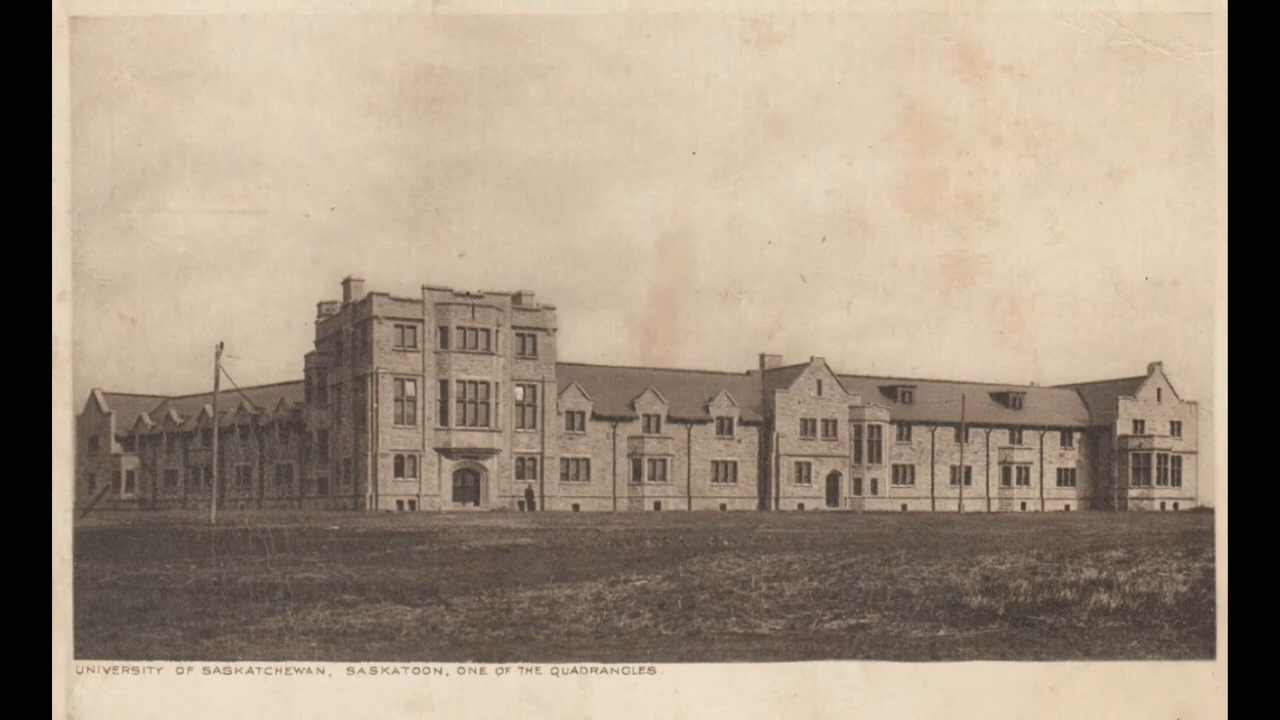 UNIVERSITY OF SASKATCHEWAN, SASKATOON, ONE OF THE QUADRANGLES.